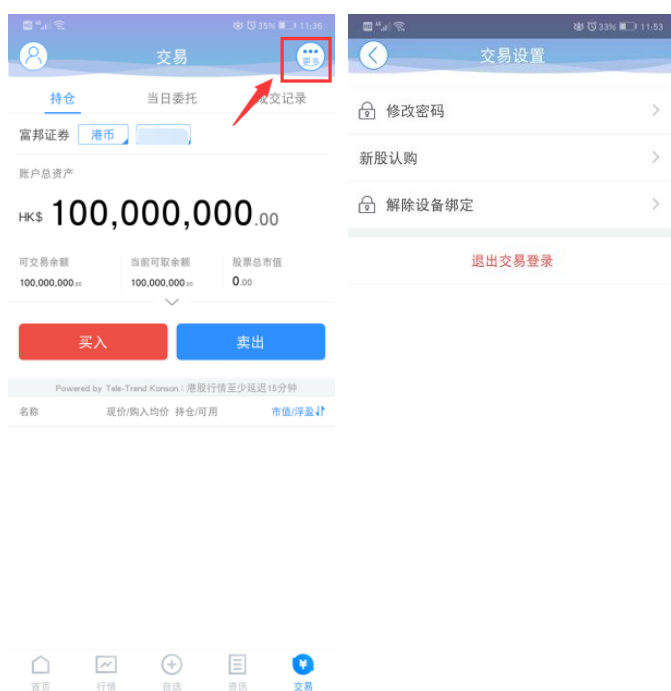 35% 11:36
交易
更多
持仓 当日委托 成交记录
富邦证券 港币
账户总资产
HK$ 100,000,000.00
可交易余额 当前可取余额 股票总市值
100,000,000.00 100,000,000.00 0.00
买入 卖出
Powered by Tele-Trend Konson | 港股行情至少延迟15分钟
名称 现价/购入均价 持仓/可用 市值/浮盈
首页 行情 自选 资讯 交易
33% 11:53
交易设置
修改密码
新股认购
解除设备绑定
退出交易登录